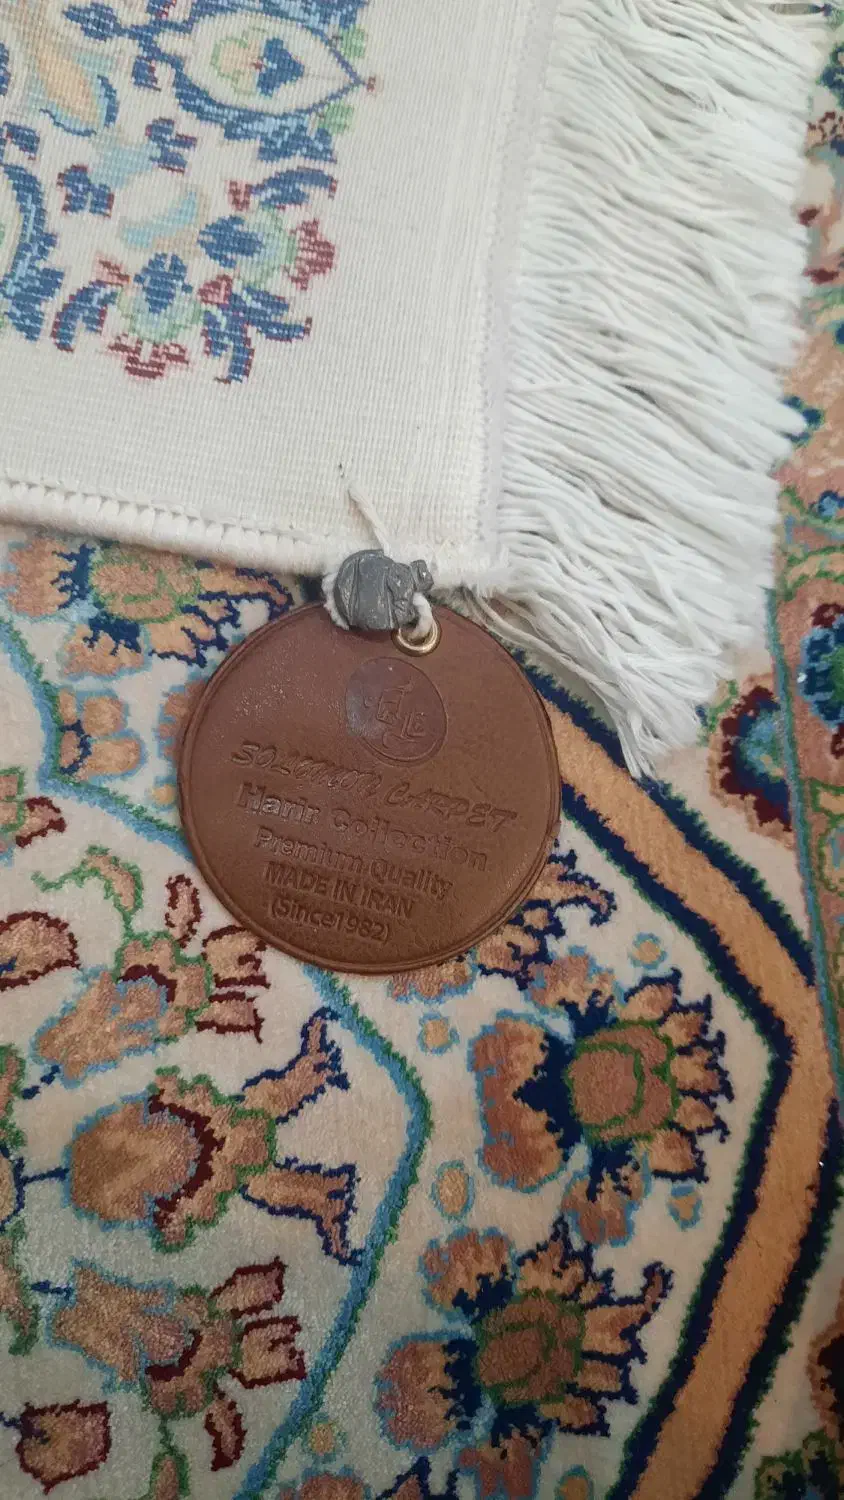 SOLOMON CARPET
Harir Collection
Premium Quality
MADE IN IRAN
(Since1982)